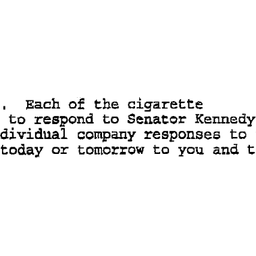 . Each of the cigarette
to respond to Senator Kennedy
dividual company responses to
today or tomorrow to you and t